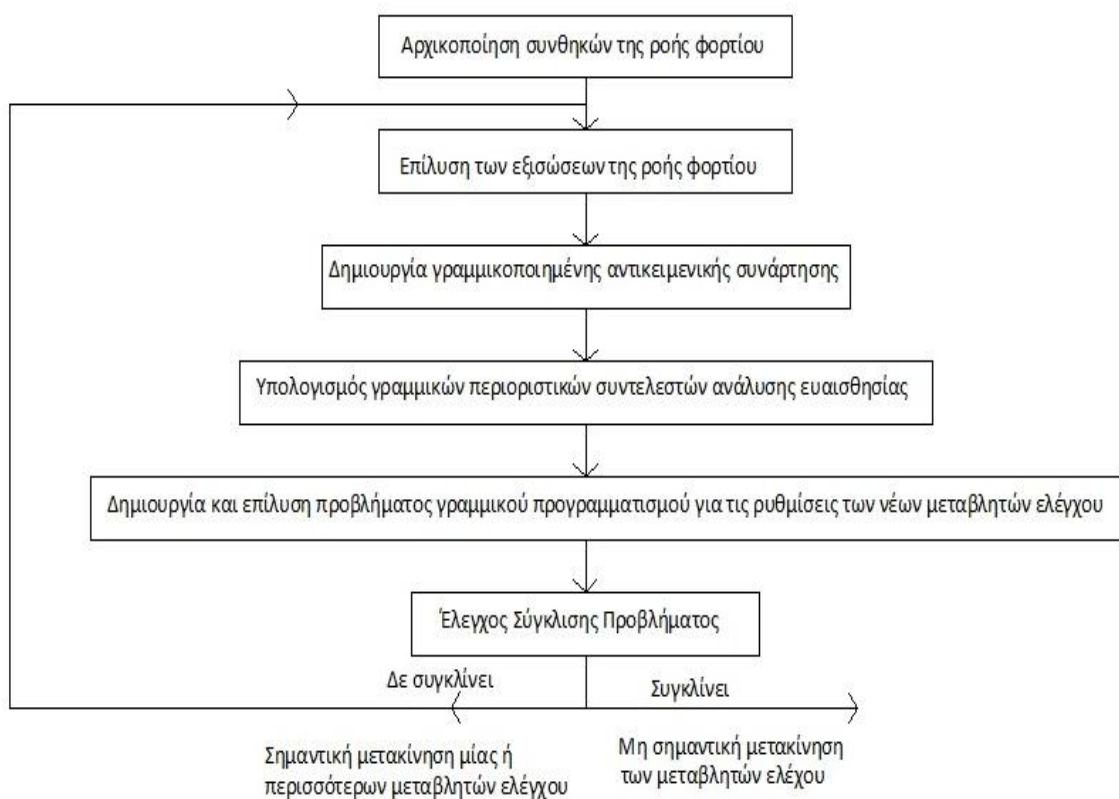 Αρχικοποίηση συνθηκών της ροής φορτίου
Επίλυση των εξισώσεων της ροής φορτίου
Δημιουργία γραμμικοποιημένης αντικειμενικής συνάρτησης
Υπολογισμός γραμμικών περιοριστικών συντελεστών ανάλυσης ευαισθησίας
Δημιουργία και επίλυση προβλήματος γραμμικού προγραμματισμού για τις ρυθμίσεις των νέων μεταβλητών ελέγχου
Έλεγχος Σύγκλισης Προβλήματος
Δε συγκλίνει
Συγκλίνει
Σημαντική μετακίνηση μίας ή
περισσότερων μεταβλητών ελέγχου
Μη σημαντική μετακίνηση
των μεταβλητών ελέχου